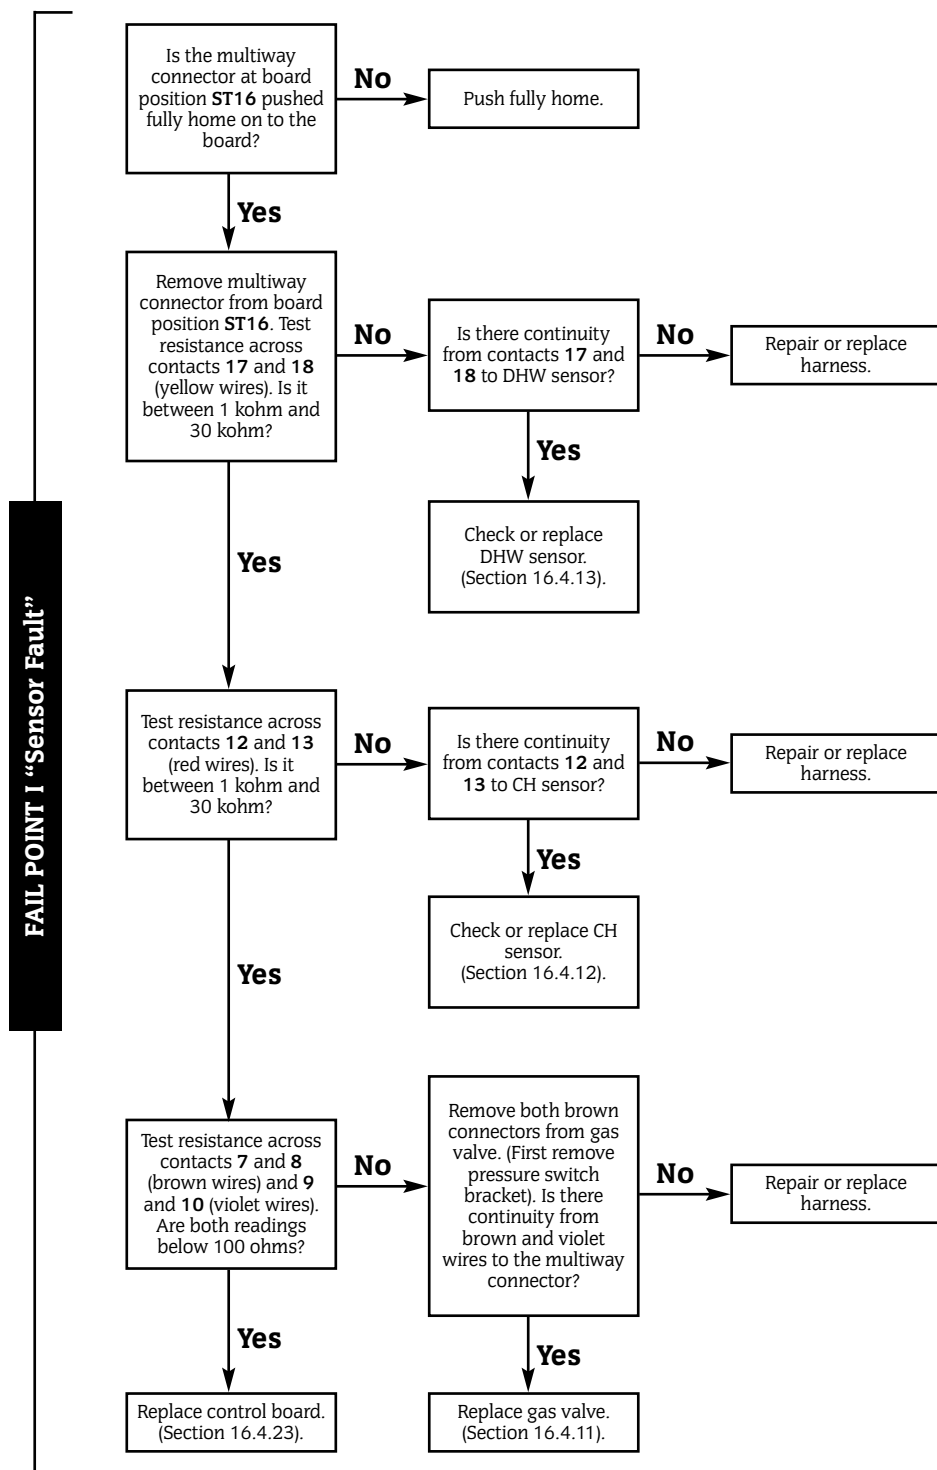 FAIL POINT I “Sensor Fault”
Is the multiway
connector at board
position ST16 pushed
fully home on to the
board?
No
Push fully home.
Yes
Remove multiway
connector from board
position ST16. Test
resistance across
contacts 17 and 18
(yellow wires). Is it
between 1 kohm and
30 kohm?
No
Is there continuity
from contacts 17 and
18 to DHW sensor?
No
Repair or replace
harness.
Yes
Check or replace
DHW sensor.
(Section 16.4.13).
Yes
Test resistance across
contacts 12 and 13
(red wires). Is it
between 1 kohm and
30 kohm?
No
Is there continuity
from contacts 12 and
13 to CH sensor?
No
Repair or replace
harness.
Yes
Check or replace CH
sensor.
(Section 16.4.12).
Yes
Test resistance across
contacts 7 and 8
(brown wires) and 9
and 10 (violet wires).
Are both readings
below 100 ohms?
No
Remove both brown
connectors from gas
valve. (First remove
pressure switch
bracket). Is there
continuity from
brown and violet
wires to the multiway
connector?
No
Repair or replace
harness.
Yes
Replace control board.
(Section 16.4.23).
Yes
Replace gas valve.
(Section 16.4.11).